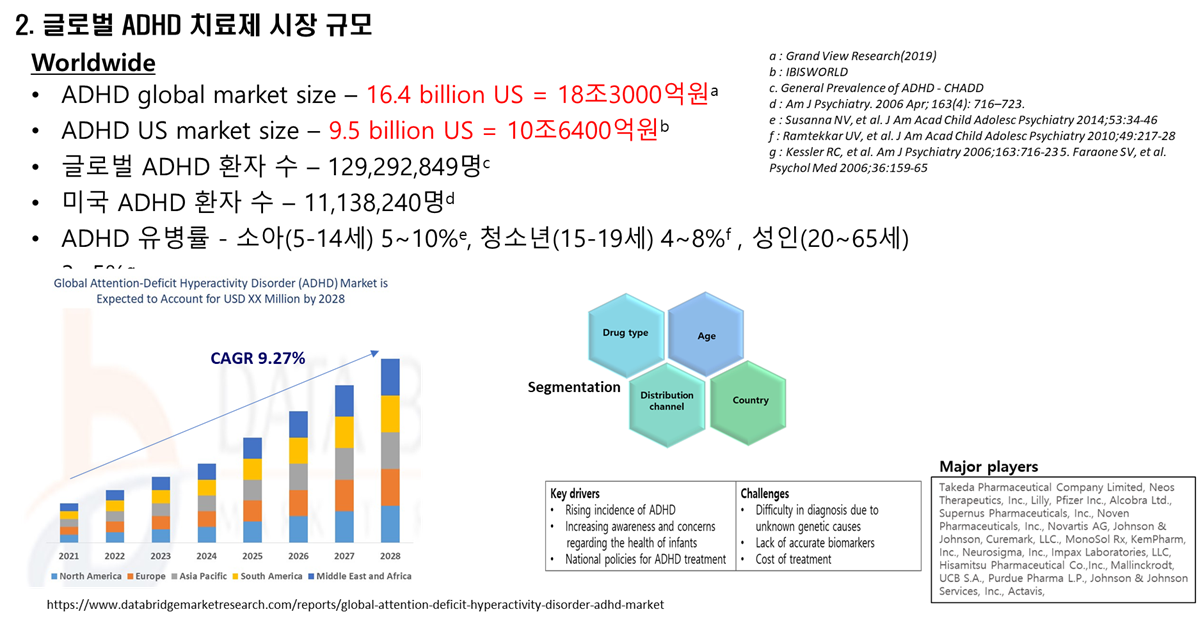 2. 글로벌 ADHD 치료제 시장 규모
Worldwide
• ADHD global market size – 16.4 billion US = 18조3000억원a
• ADHD US market size – 9.5 billion US = 10조6400억원b
• 글로벌 ADHD 환자 수 – 129,292,849명c
• 미국 ADHD 환자 수 – 11,138,240명d
• ADHD 유병률 - 소아(5-14세) 5~10%e, 청소년(15-19세) 4~8%f , 성인(20~65세)
a : Grand View Research(2019)
b : IBISWORLD
c. General Prevalence of ADHD - CHADD
d : Am J Psychiatry. 2006 Apr; 163(4): 716–723.
e : Susanna NV, et al. J Am Acad Child Adolesc Psychiatry 2014;53:34-46
f : Ramtekkar UV, et al. J Am Acad Child Adolesc Psychiatry 2010;49:217-28
g : Kessler RC, et al. Am J Psychiatry 2006;163:716-235. Faraone SV, et al.
Psychol Med 2006;36:159-65
Global Attention-Deficit Hyperactivity Disorder (ADHD) Market is
Expected to Account for USD XX Million by 2028
CAGR 9.27%
2021 2022 2023 2024 2025 2026 2027 2028
North America Europe Asia Pacific South America Middle East and Africa
https://www.databridgemarketresearch.com/reports/global-attention-deficit-hyperactivity-disorder-adhd-market
Segmentation
Drug type
Age
Distribution
channel
Country
Key drivers
• Rising incidence of ADHD
• Increasing awareness and concerns
regarding the health of infants
• National policies for ADHD treatment
Challenges
• Difficulty in diagnosis due to
unknown genetic causes
• Lack of accurate biomarkers
• Cost of treatment
Major players
Takeda Pharmaceutical Company Limited, Neos
Therapeutics, Inc., Lilly, Pfizer Inc., Alcobra Ltd.,
Supernus Pharmaceuticals, Inc., Noven
Pharmaceuticals, Inc., Novartis AG, Johnson &
Johnson, Curemark, LLC., MonoSol Rx, KemPharm,
Inc., Neurosigma, Inc., Impax Laboratories, LLC,
Hisamitsu Pharmaceutical Co.,Inc., Mallinckrodt,
UCB S.A., Purdue Pharma L.P., Johnson & Johnson
Services, Inc., Actavis,